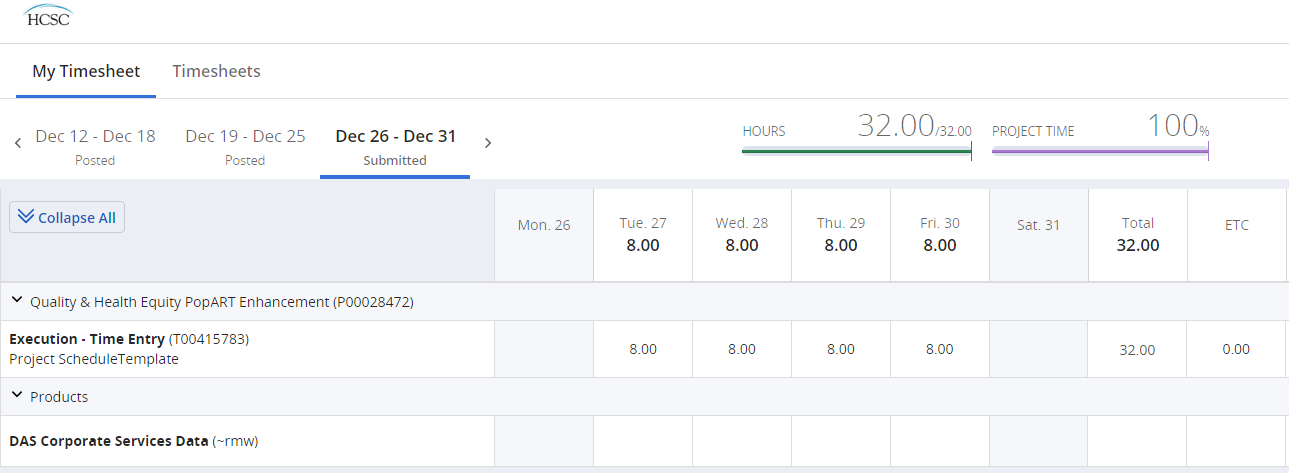 HCSC
My Timesheet Timesheets
Dec 12 - Dec 18 Dec 19 - Dec 25 Dec 26 - Dec 31
Posted Posted Submitted
HOURS 32.00/32.00 PROJECT TIME 100%
Collapse All
Mon. 26 Tue. 27 Wed. 28 Thu. 29 Fri. 30 Sat. 31 Total ETC
8.00 8.00 8.00 8.00 32.00
Quality & Health Equity PopART Enhancement (P00028472)
Execution - Time Entry (T00415783)
Project ScheduleTemplate
8.00 8.00 8.00 8.00 32.00 0.00
Products
DAS Corporate Services Data (~rmw)